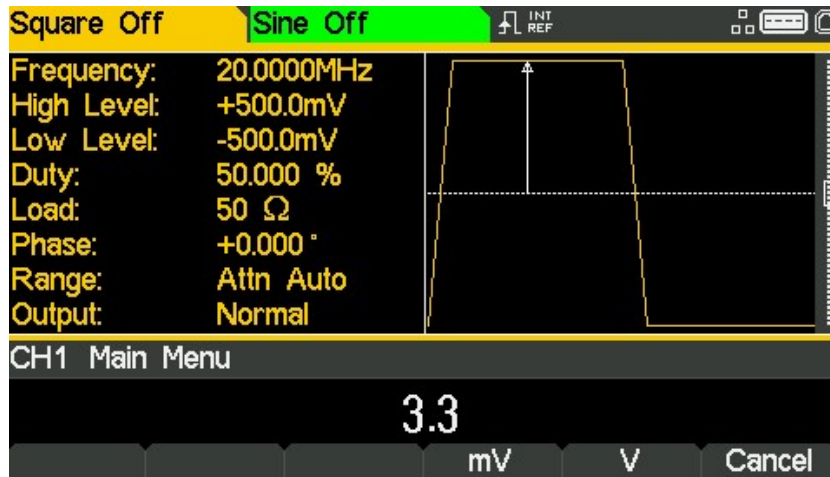 Square Off Sine Off INT REF
Frequency: 20.0000MHz
High Level: +500.0mV
Low Level: -500.0mV
Duty: 50.000 %
Load: 50 Ω
Phase: +0.000 °
Range: Attn Auto
Output: Normal
CH1 Main Menu
3.3
mV V Cancel